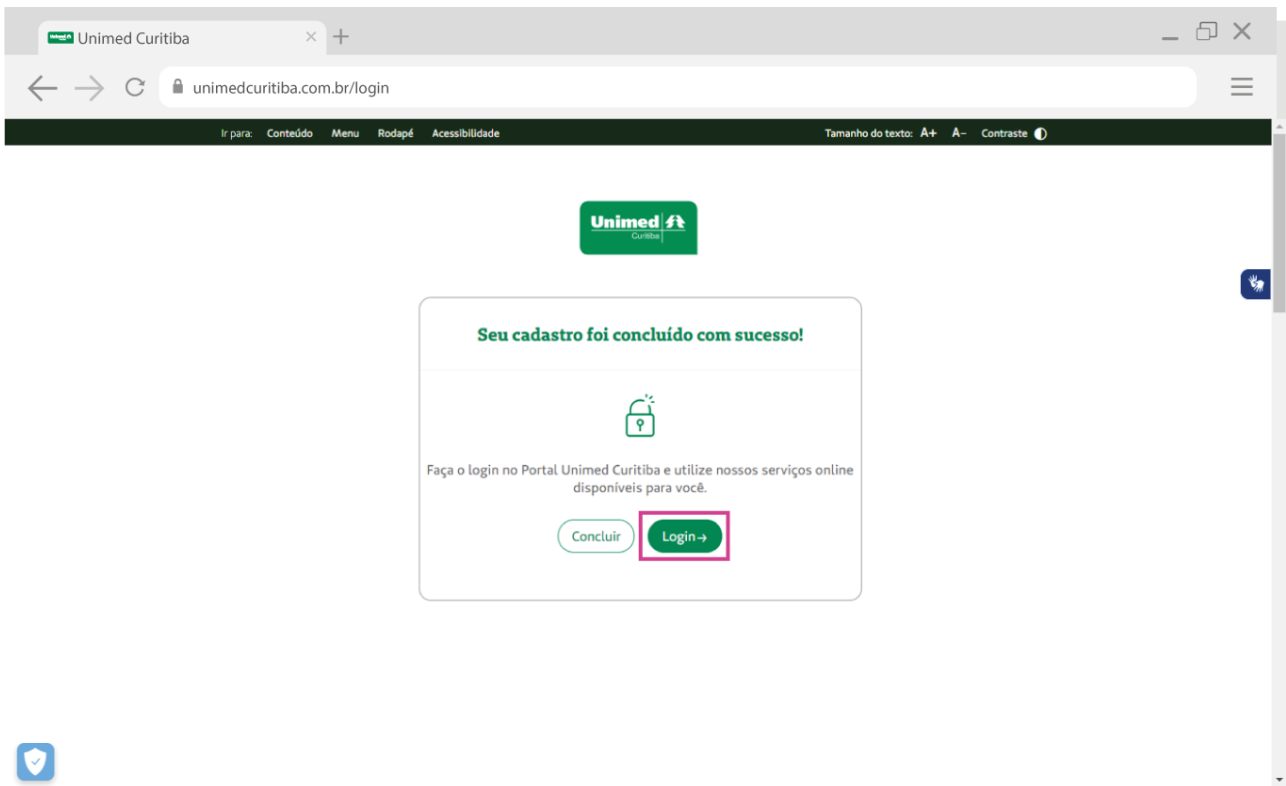 Unimed Curitiba
unimedcuritiba.com.br/login
Ir para: Conteúdo Menu Rodapé Acessibilidade Tamanho do texto: A+ A- Contraste
Unimed
Curitiba
Seu cadastro foi concluído com sucesso!
Faça o login no Portal Unimed Curitiba e utilize nossos serviços online
disponíveis para você.
Concluir Login→